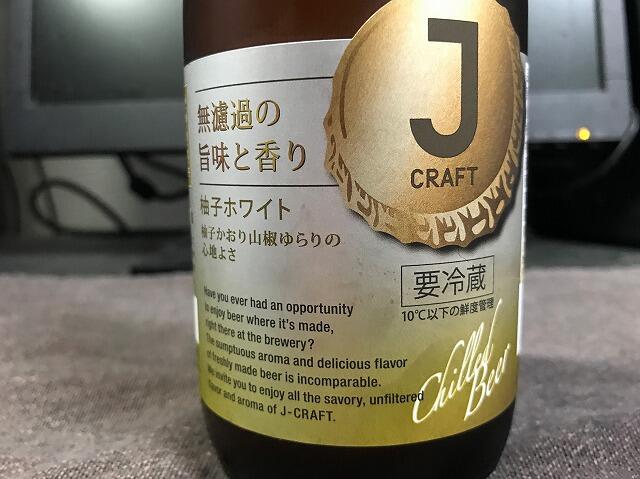 J
CRAFT
無濾過の
旨味と香り
柚子ホワイト
柚子かおり山椒ゆらりの
心地よさ
要冷蔵
10℃以下の鮮度管理
Have you ever had an opportunity
to enjoy beer where it's made,
right there at the brewery?
The sumptuous aroma and delicious flavor
of freshly made beer is incomparable.
We invite you to enjoy all the savory, unfiltered
flavor and aroma of J-CRAFT.
Chilled
Beer